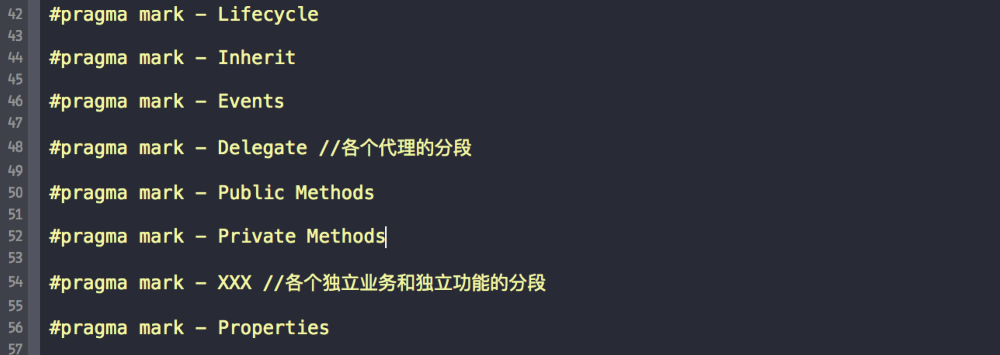 42 #pragma mark - Lifecycle
43
44 #pragma mark - Inherit
45
46 #pragma mark - Events
47
48 #pragma mark - Delegate //各个代理的分段
49
50 #pragma mark - Public Methods
51
52 #pragma mark - Private Methods
53
54 #pragma mark - XXX //各个独立业务和独立功能的分段
55
56 #pragma mark - Properties
57